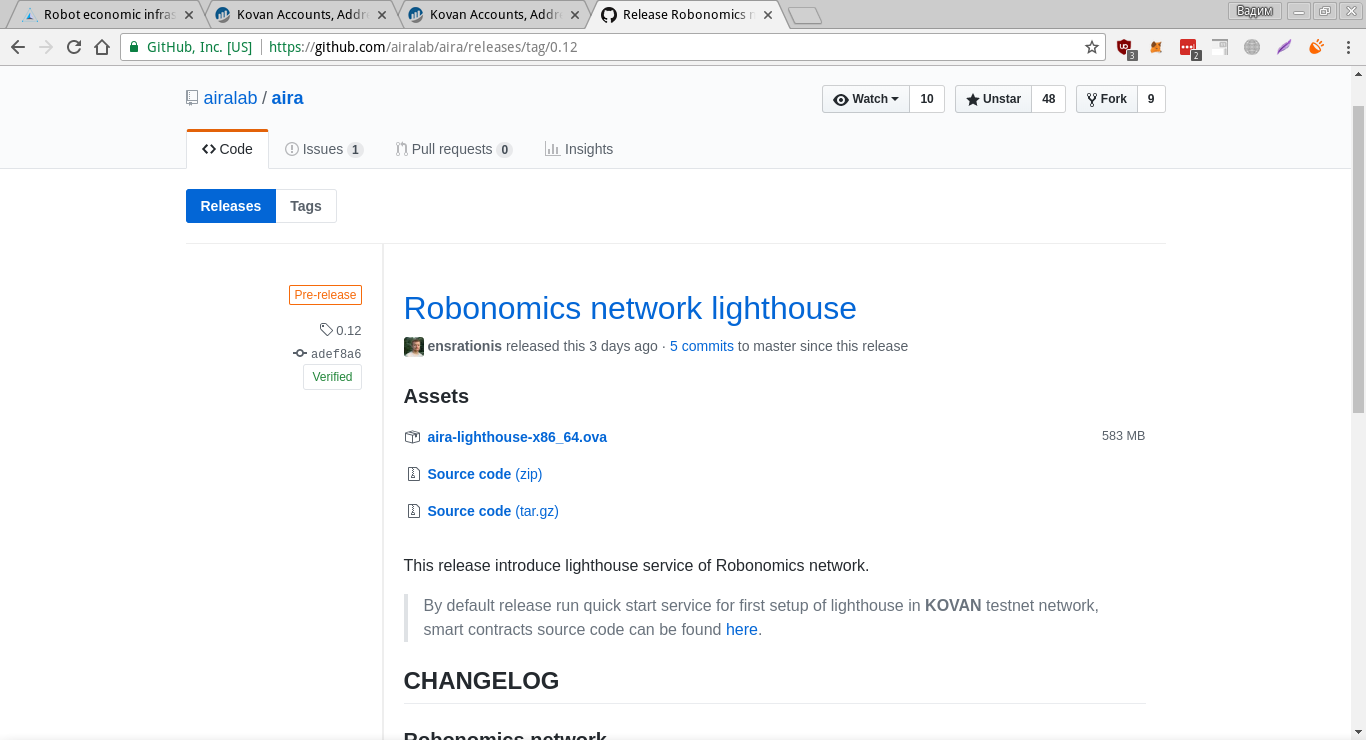 Robot economic infras
Kovan Accounts, Addre
Kovan Accounts, Addre
Release Robonomics n
Вадим
GitHub, Inc. [US] https://github.com/airalab/aira/releases/tag/0.12
3
2
airalab / aira
Watch 10
Unstar 48
Fork 9
Code
Issues 1
Pull requests 0
Insights
Releases
Tags
Pre-release
0.12
adef8a6
Verified
Robonomics network lighthouse
ensrationis released this 3 days ago · 5 commits to master since this release
Assets
aira-lighthouse-x86_64.ova 583 MB
Source code (zip)
Source code (tar.gz)
This release introduce lighthouse service of Robonomics network.
By default release run quick start service for first setup of lighthouse in KOVAN testnet network,
smart contracts source code can be found here.
CHANGELOG
Robonomics network